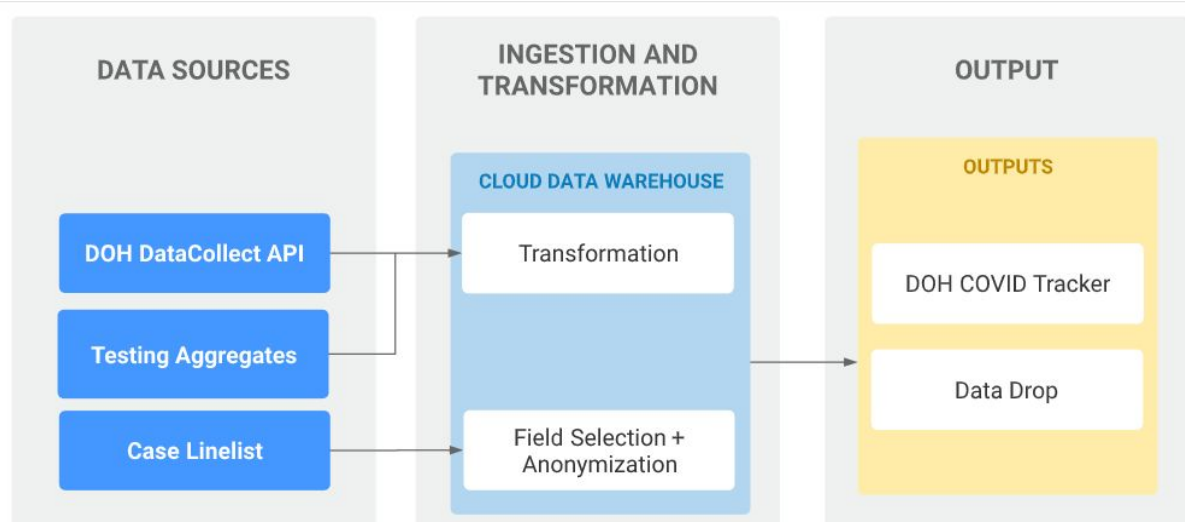 DATA SOURCES
DOH DataCollect API
Testing Aggregates
Case Linelist
INGESTION AND
TRANSFORMATION
CLOUD DATA WAREHOUSE
Transformation
Field Selection +
Anonymization
OUTPUT
OUTPUTS
DOH COVID Tracker
Data Drop